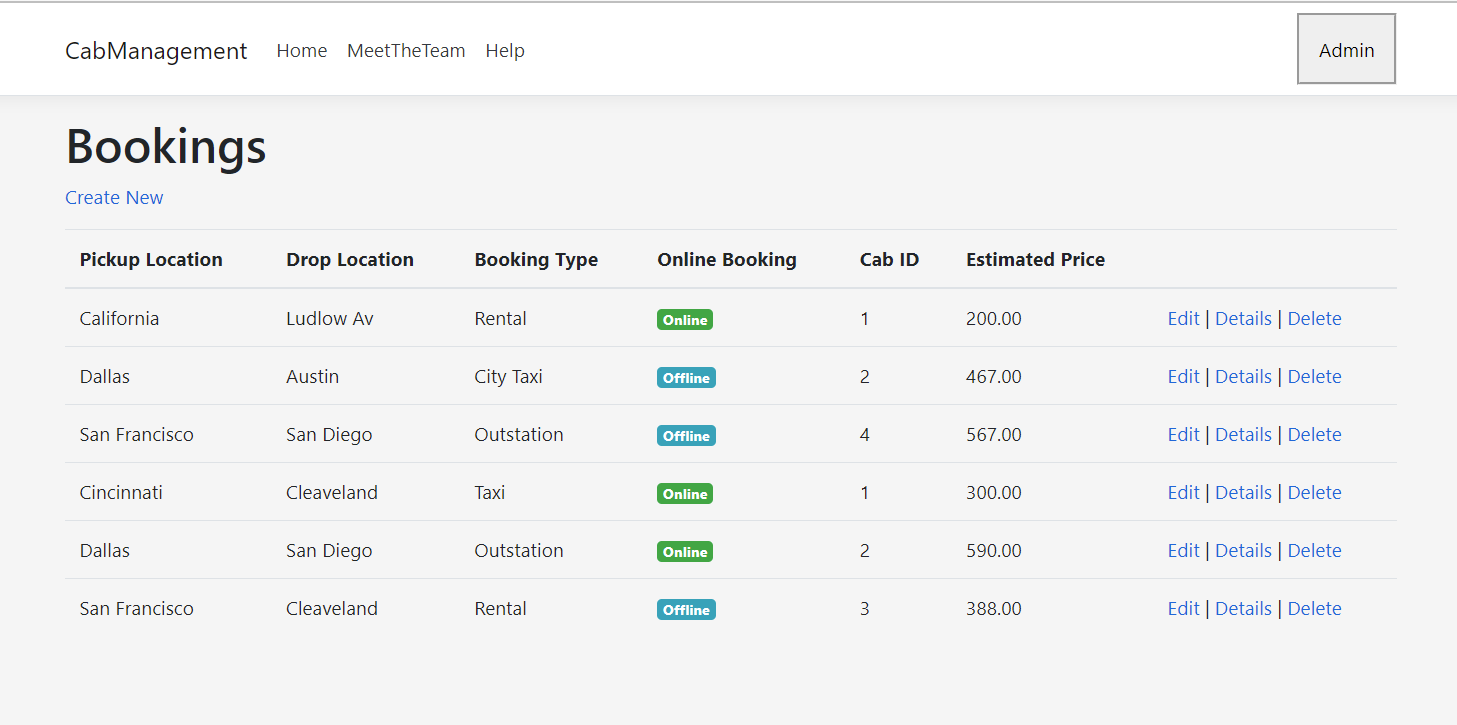 CabManagement Home MeetTheTeam Help Admin
Bookings
Create New
Pickup Location Drop Location Booking Type Online Booking Cab ID Estimated Price
California Ludlow Av Rental Online 1 200.00 Edit | Details | Delete
Dallas Austin City Taxi Offline 2 467.00 Edit | Details | Delete
San Francisco San Diego Outstation Offline 4 567.00 Edit | Details | Delete
Cincinnati Cleaveland Taxi Online 1 300.00 Edit | Details | Delete
Dallas San Diego Outstation Online 2 590.00 Edit | Details | Delete
San Francisco Cleaveland Rental Offline 3 388.00 Edit | Details | Delete